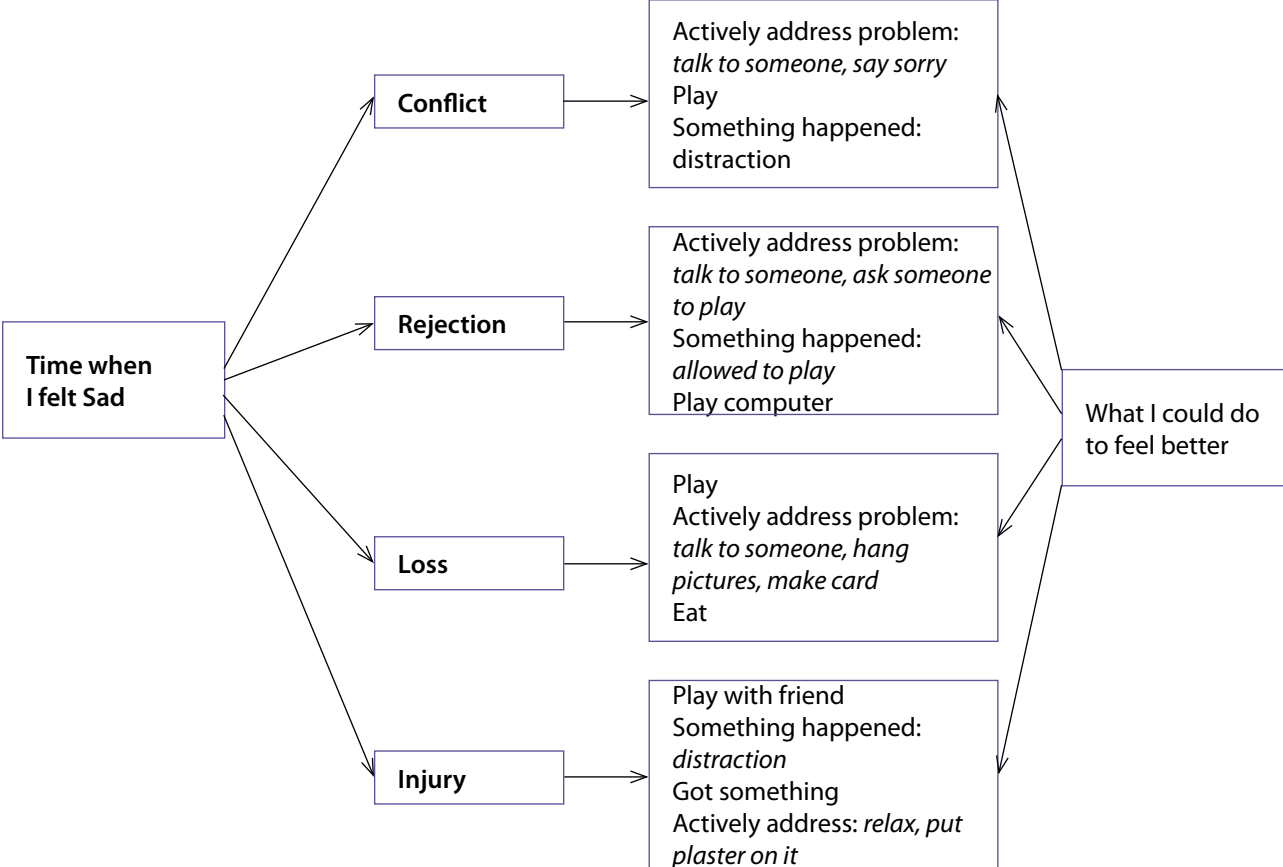 Time when
I felt Sad
Conflict
Actively address problem:
talk to someone, say sorry
Play
Something happened:
distraction
Rejection
Actively address problem:
talk to someone, ask someone
to play
Something happened:
allowed to play
Play computer
Loss
Play
Actively address problem:
talk to someone, hang
pictures, make card
Eat
Injury
Play with friend
Something happened:
distraction
Got something
Actively address: relax, put
plaster on it
What I could do
to feel better